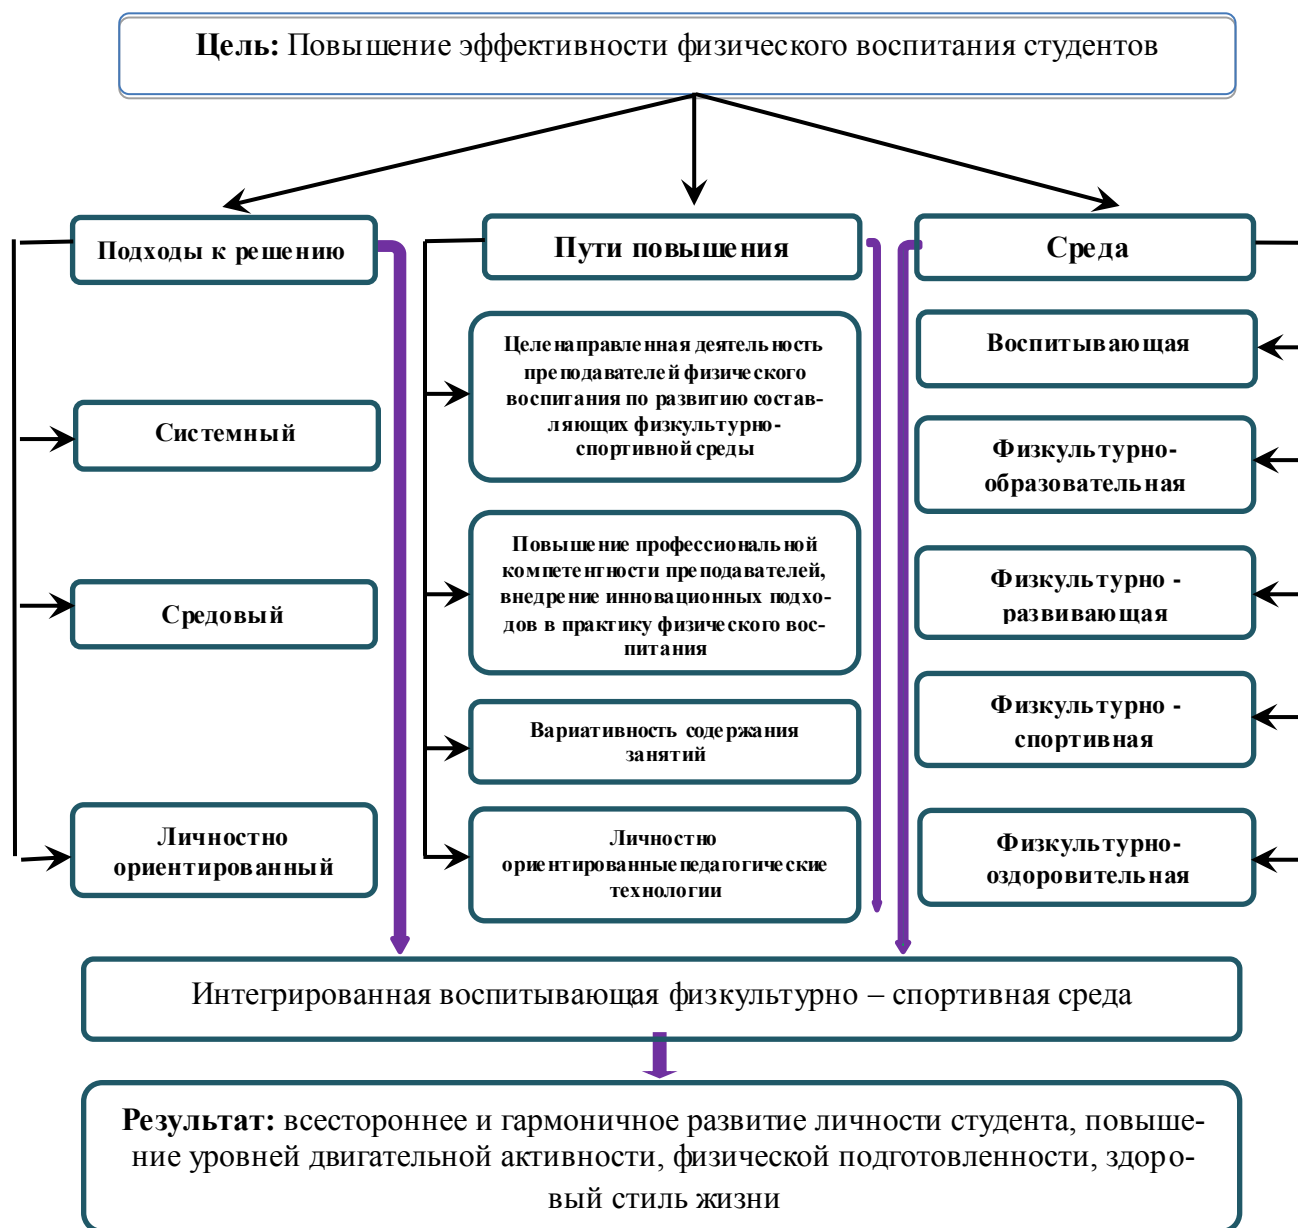 Цель: Повышение эффективности физического воспитания студентов
Подходы к решению
Системный
Средовый
Личностно
ориентированный
Пути повышения
Целенаправленная деятельность
преподавателей физического
воспитания по развитию состав-
ляющих физкультурно-
спортивной среды
Повышение профессиональной
компетентности преподавателей,
внедрение инновационных подхо-
дов в практику физического вос-
питания
Вариативность содержания
занятий
Личностно
ориентированныепедагогические
технологии
Среда
Воспитывающая
Физкультурно-
образовательная
Физкультурно -
развивающая
Физкультурно -
спортивная
Физкультурно-
оздоровительная
Интегрированная воспитывающая физкультурно – спортивная среда
Результат: всестороннее и гармоничное развитие личности студента, повыше-
ние уровней двигательной активности, физической подготовленности, здоро-
вый стиль жизни